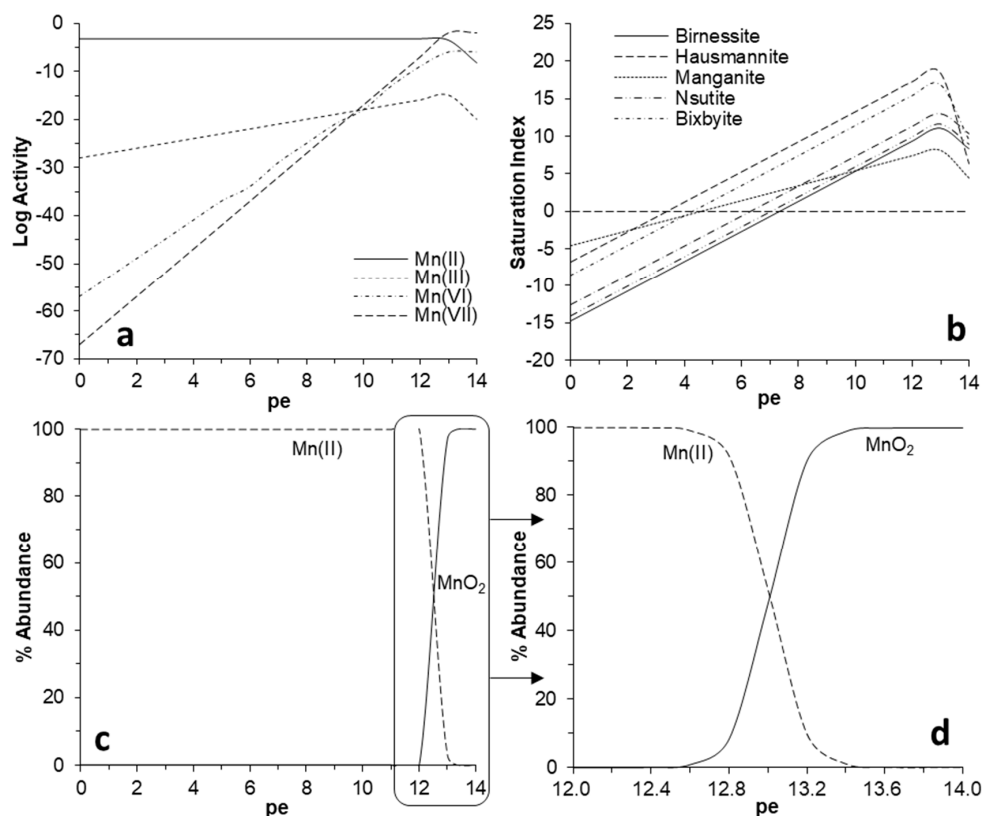 0
-10
-20
-30
-40
-50
-60
-70
Log Activity
Mn(II)
Mn(III)
Mn(VI)
Mn(VII)
a
0 2 4 6 8 10 12 14
pe
25
20
15
10
5
0
-5
-10
-15
-20
Saturation Index
Birnessite
Hausmannite
Manganite
Nsutite
Bixbyite
b
0 2 4 6 8 10 12 14
pe
100
80
60
40
20
0
% Abundance
Mn(II)
MnO2
c
0 2 4 6 8 10 12 14
pe
100
80
60
40
20
0
% Abundance
Mn(II)
MnO2
d
12.0 12.4 12.8 13.2 13.6 14.0
pe